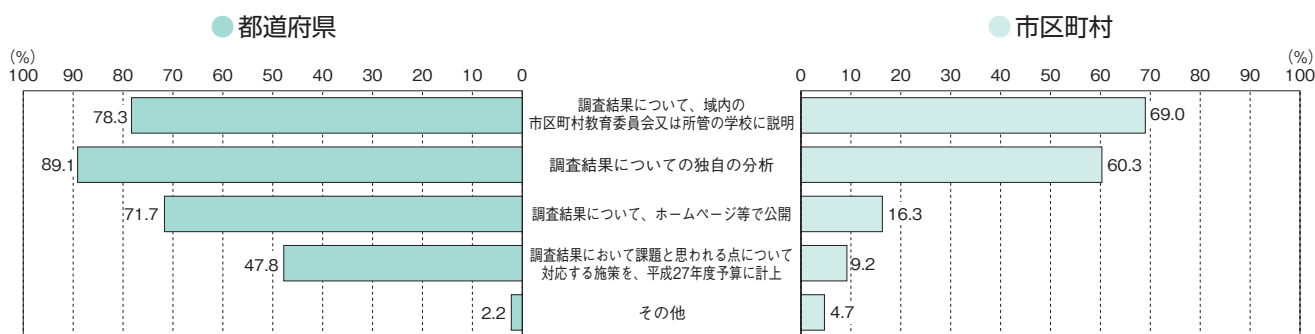 都道府県
市区町村
(%)
100 90 80 70 60 50 40 30 20 10 0
(%)
0 10 20 30 40 50 60 70 80 90 100
78.3
調査結果について、域内の
市区町村教育委員会又は所管の学校に説明
69.0
89.1
調査結果についての独自の分析
60.3
71.7
調査結果について、ホームページ等で公開
16.3
47.8
調査結果において課題と思われる点について
対応する施策を、平成27年度予算に計上
9.2
2.2
その他
4.7